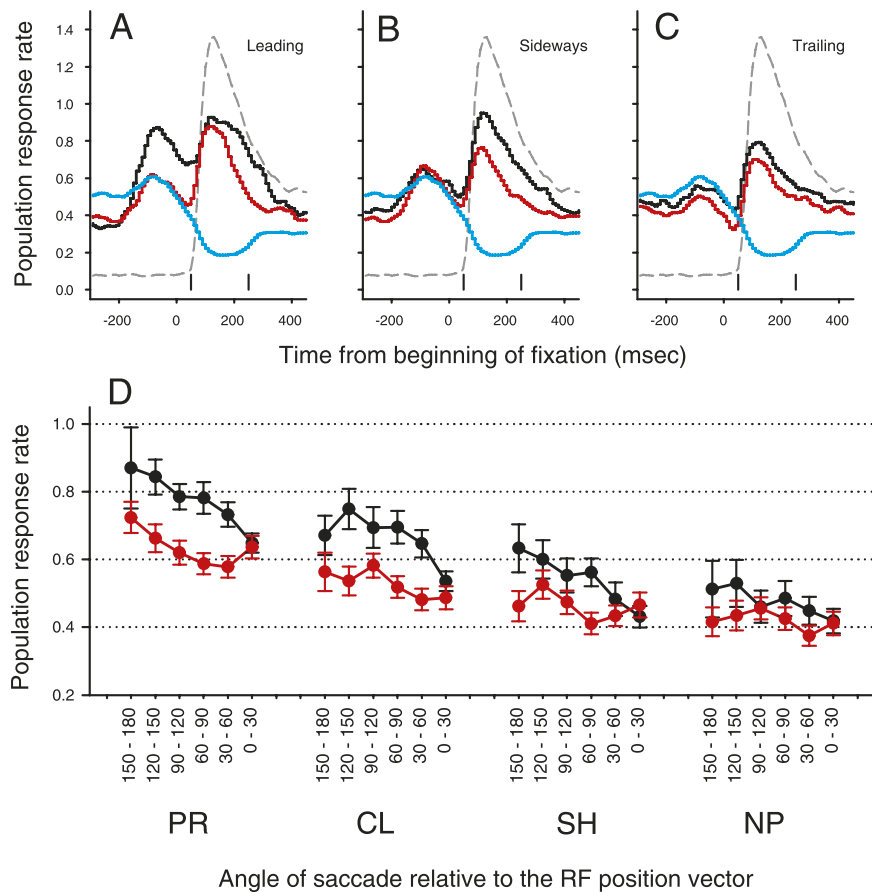 A
B
C
Leading
Sideways
Trailing
Population response rate
1.4
1.2
1.0
0.8
0.6
0.4
0.2
0.0
-200 0 200 400
-200 0 200 400
-200 0 200 400
Time from beginning of fixation (msec)
D
Population response rate
1.0
0.8
0.6
0.4
0.2
150 - 180
120 - 150
90 - 120
60 - 90
30 - 60
0 - 30
150 - 180
120 - 150
90 - 120
60 - 90
30 - 60
0 - 30
150 - 180
120 - 150
90 - 120
60 - 90
30 - 60
0 - 30
150 - 180
120 - 150
90 - 120
60 - 90
30 - 60
0 - 30
PR
CL
SH
NP
Angle of saccade relative to the RF position vector